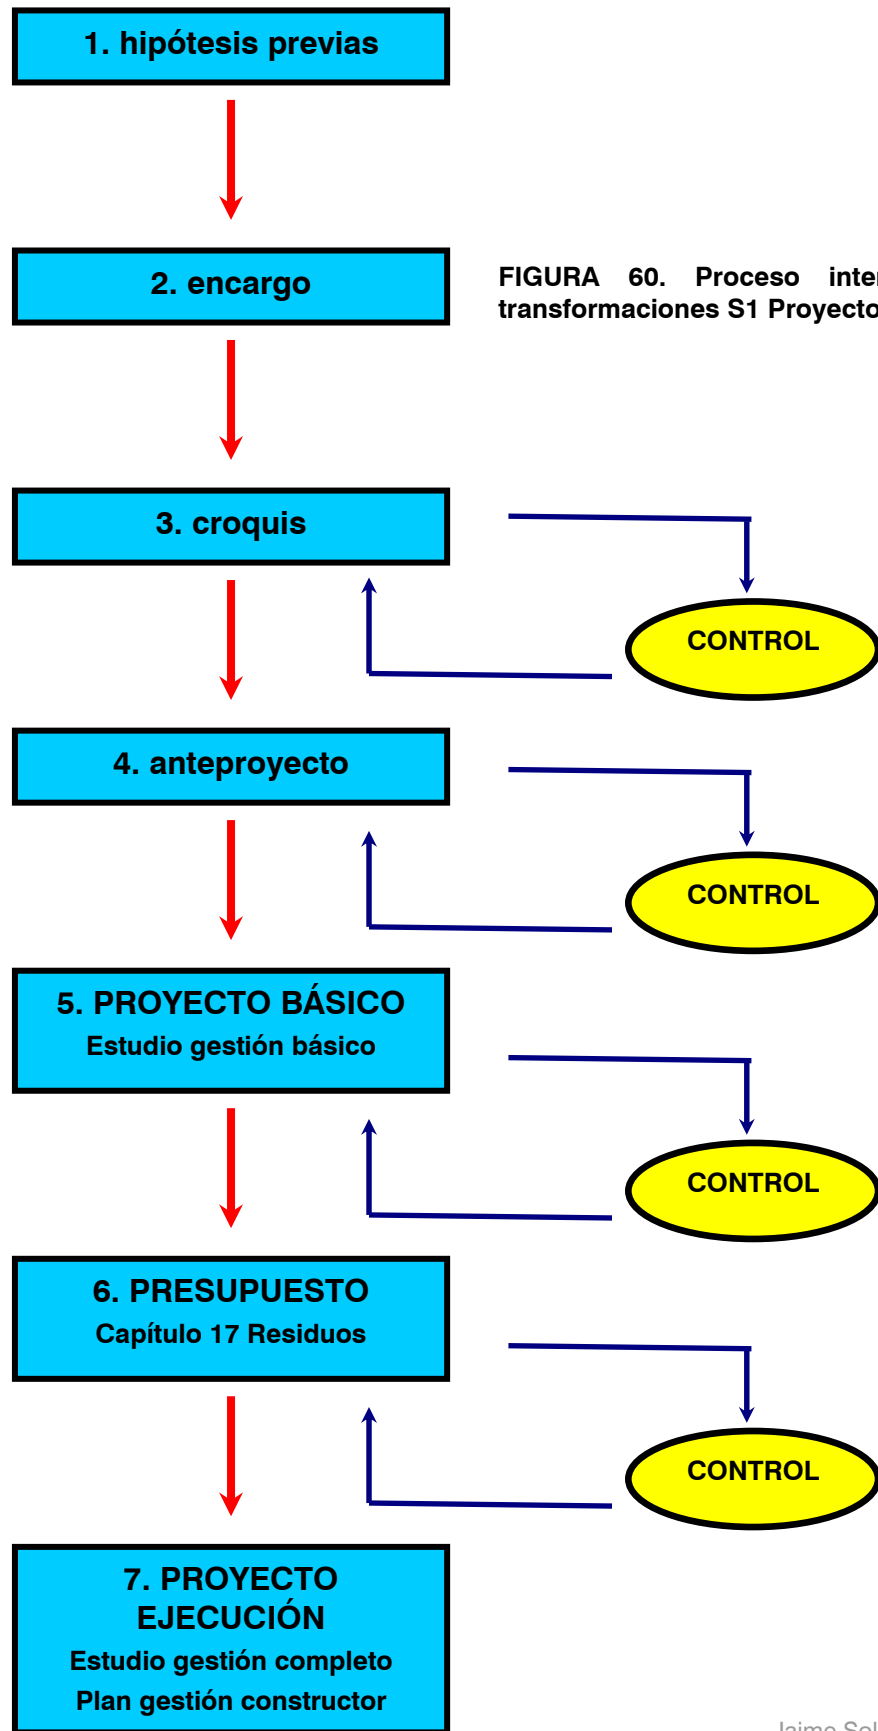 1. hipótesis previas
2. encargo
FIGURA 60. Proceso
transformaciones S1 Proyecto
3. croquis
CONTROL
4. anteproyecto
CONTROL
5. PROYECTO BÁSICO
Estudio gestión básico
CONTROL
6. PRESUPUESTO
Capítulo 17 Residuos
CONTROL
7. PROYECTO
EJECUCIÓN
Estudio gestión completo
Plan gestión constructor
Jaime